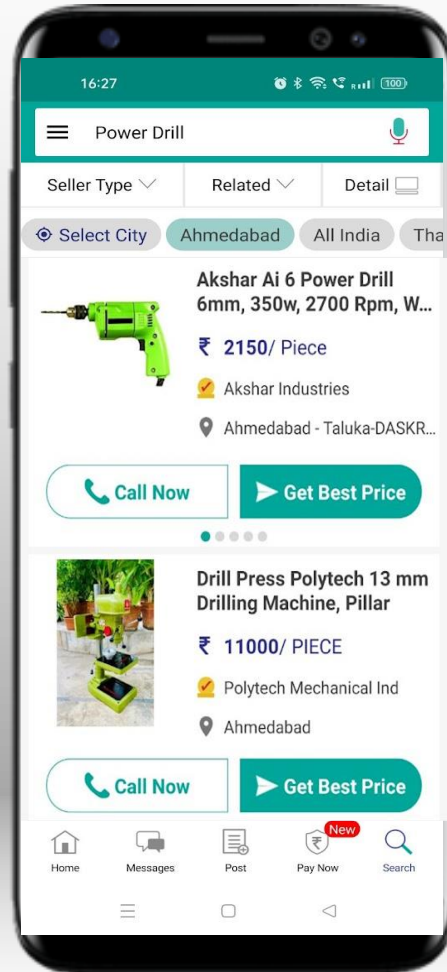 16:27
100
Power Drill
Seller Type
Related
Detail
Select City
Ahmedabad
All India
Tha
Akshar Ai 6 Power Drill
6mm, 350w, 2700 Rpm, W...
₹ 2150/ Piece
Akshar Industries
Ahmedabad - Taluka-DASKR...
Call Now
Get Best Price
Drill Press Polytech 13 mm
Drilling Machine, Pillar
₹ 11000/ PIECE
Polytech Mechanical Ind
Ahmedabad
Call Now
Get Best Price
New
Home
Messages
Post
Pay Now
Search